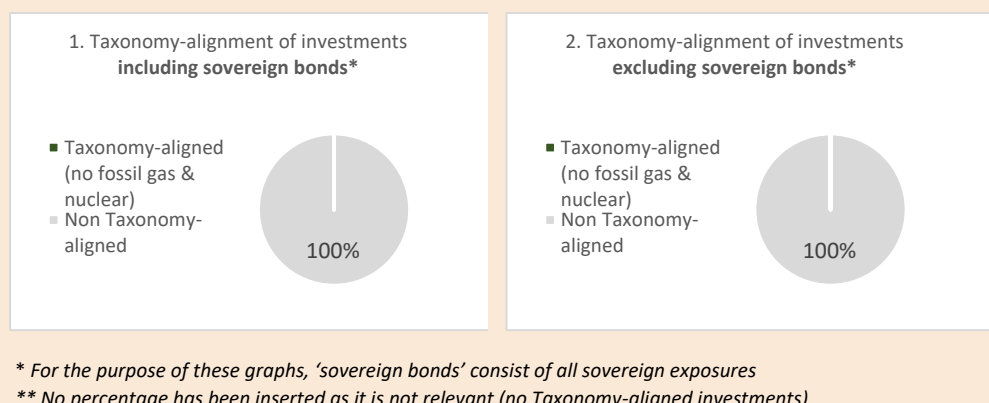 1. Taxonomy-alignment of investments
including sovereign bonds*
Taxonomy-aligned
(no fossil gas &
nuclear)
Non Taxonomy-
aligned
100%
2. Taxonomy-alignment of investments
excluding sovereign bonds*
Taxonomy-aligned
(no fossil gas &
nuclear)
Non Taxonomy-
aligned
100%
* For the purpose of these graphs, ‘sovereign bonds’ consist of all sovereign exposures
** No percentage has been inserted as it is not relevant (no Taxonomy-aligned investments)